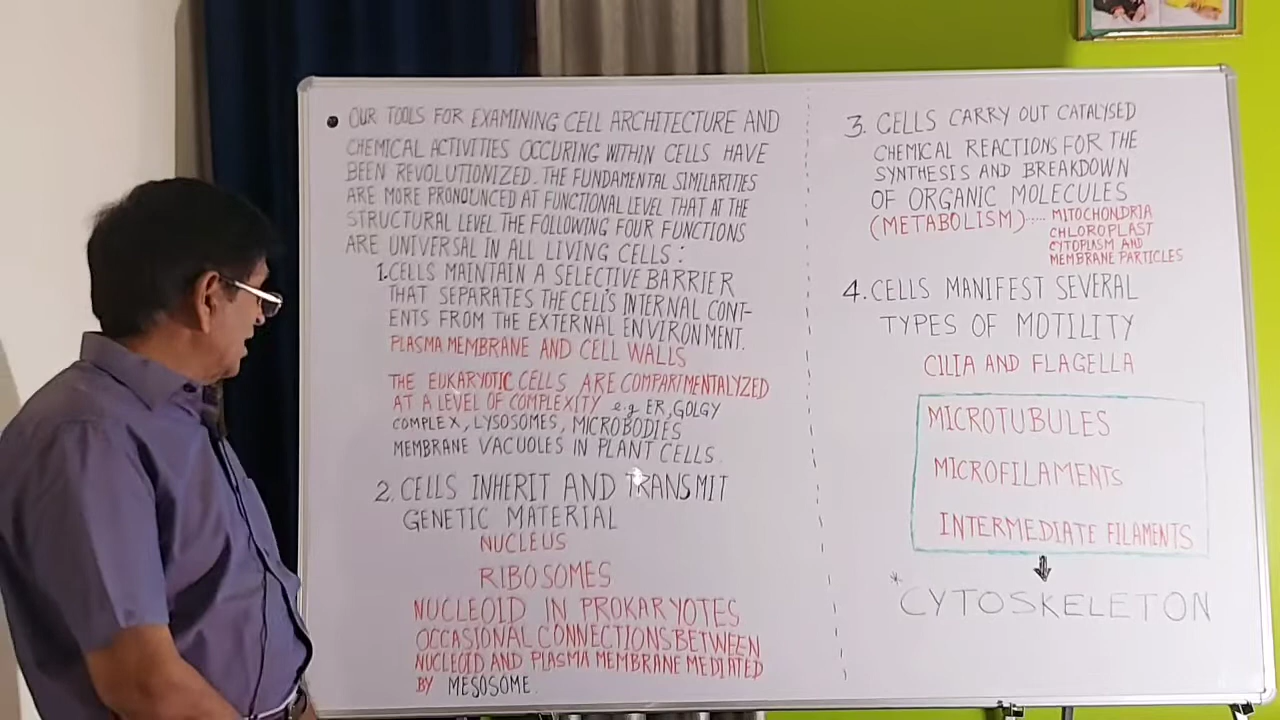 • OUR TOOLS FOR EXAMINING CELL ARCHITECTURE AND
CHEMICAL ACTIVITIES OCCURING WITHIN CELLS HAVE
BEEN REVOLUTIONIZED. THE FUNDAMENTAL SIMILARITIES
ARE MORE PRONOUNCED AT FUNCTIONAL LEVEL THAT AT THE
STRUCTURAL LEVEL THE FOLLOWING FOUR FUNCTIONS
ARE UNIVERSAL IN ALL LIVING CELLS:
1. CELLS MAINTAIN A SELECTIVE BARRIER
THAT SEPARATES THE CELL'S INTERNAL CONT-
ENTS FROM THE EXTERNAL ENVIRONMENT.
PLASMA MEMBRANE AND CELL WALLS
THE EUKARYOTIC CELLS ARE COMPARTMENTALYZED
AT A LEVEL OF COMPLEXITY e.g ER, GOLGY
COMPLEX, LYSOSOMES, MICROBODIES
MEMBRANE VACUOLES IN PLANT CELLS.
2. CELLS INHERIT AND TRANSMIT
GENETIC MATERIAL
NUCLEUS
RIBOSOMES
NUCLEOID IN PROKARYOTES
OCCASIONAL CONNECTIONS BETWEEN
NUCLEOID AND PLASMA MEMBRANE MEDIATED
BY MESOSOME.
3. CELLS CARRY OUT CATALYSED
CHEMICAL REACTIONS FOR THE
SYNTHESIS AND BREAKDOWN
OF ORGANIC MOLECULES
(METABOLISM)...... MITOCHONDRIA
CHLOROPLAST
CYTOPLASM AND
MEMBRANE PARTICLES
4. CELLS MANIFEST SEVERAL
TYPES OF MOTILITY
CILIA AND FLAGELLA
MICROTUBULES
MICROFILAMENTS
INTERMEDIATE FILAMENTS
*CYTOSKELETON